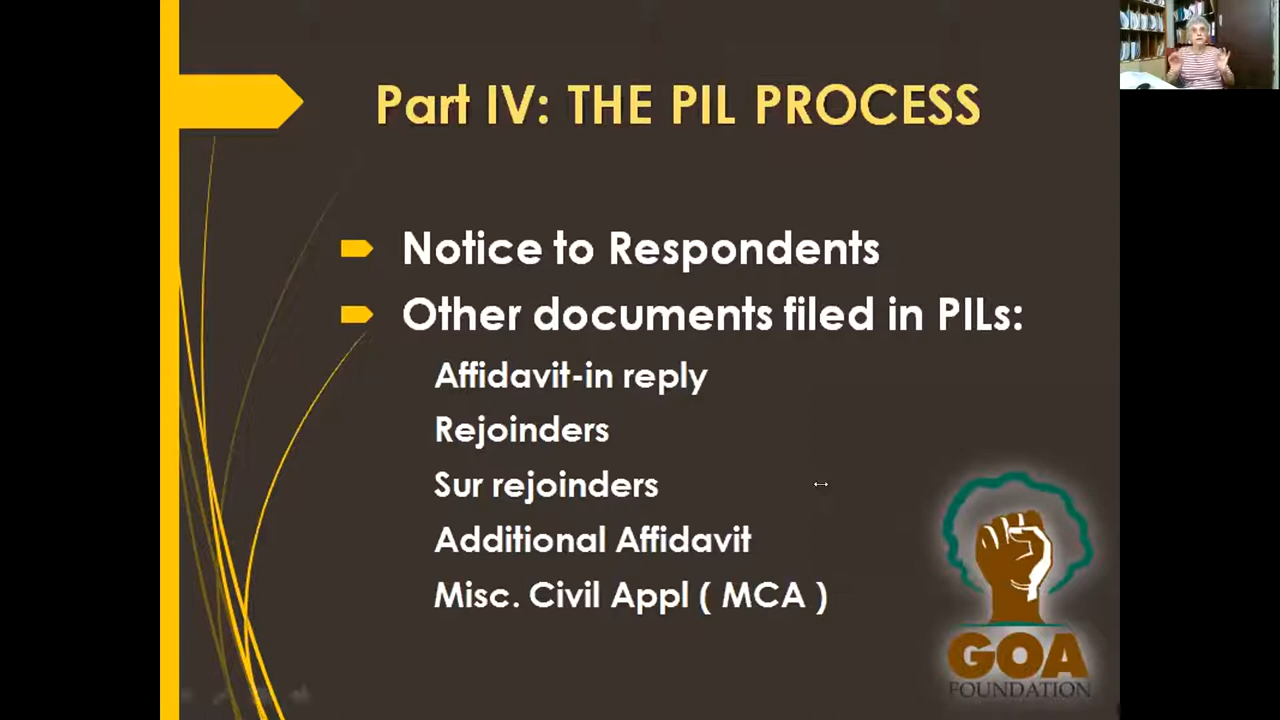 Part IV: THE PIL PROCESS
Notice to Respondents
Other documents filed in PILs:
Affidavit-in reply
Rejoinders
Sur rejoinders
Additional Affidavit
Misc. Civil Appl ( MCA )
GOA
FOUNDATION